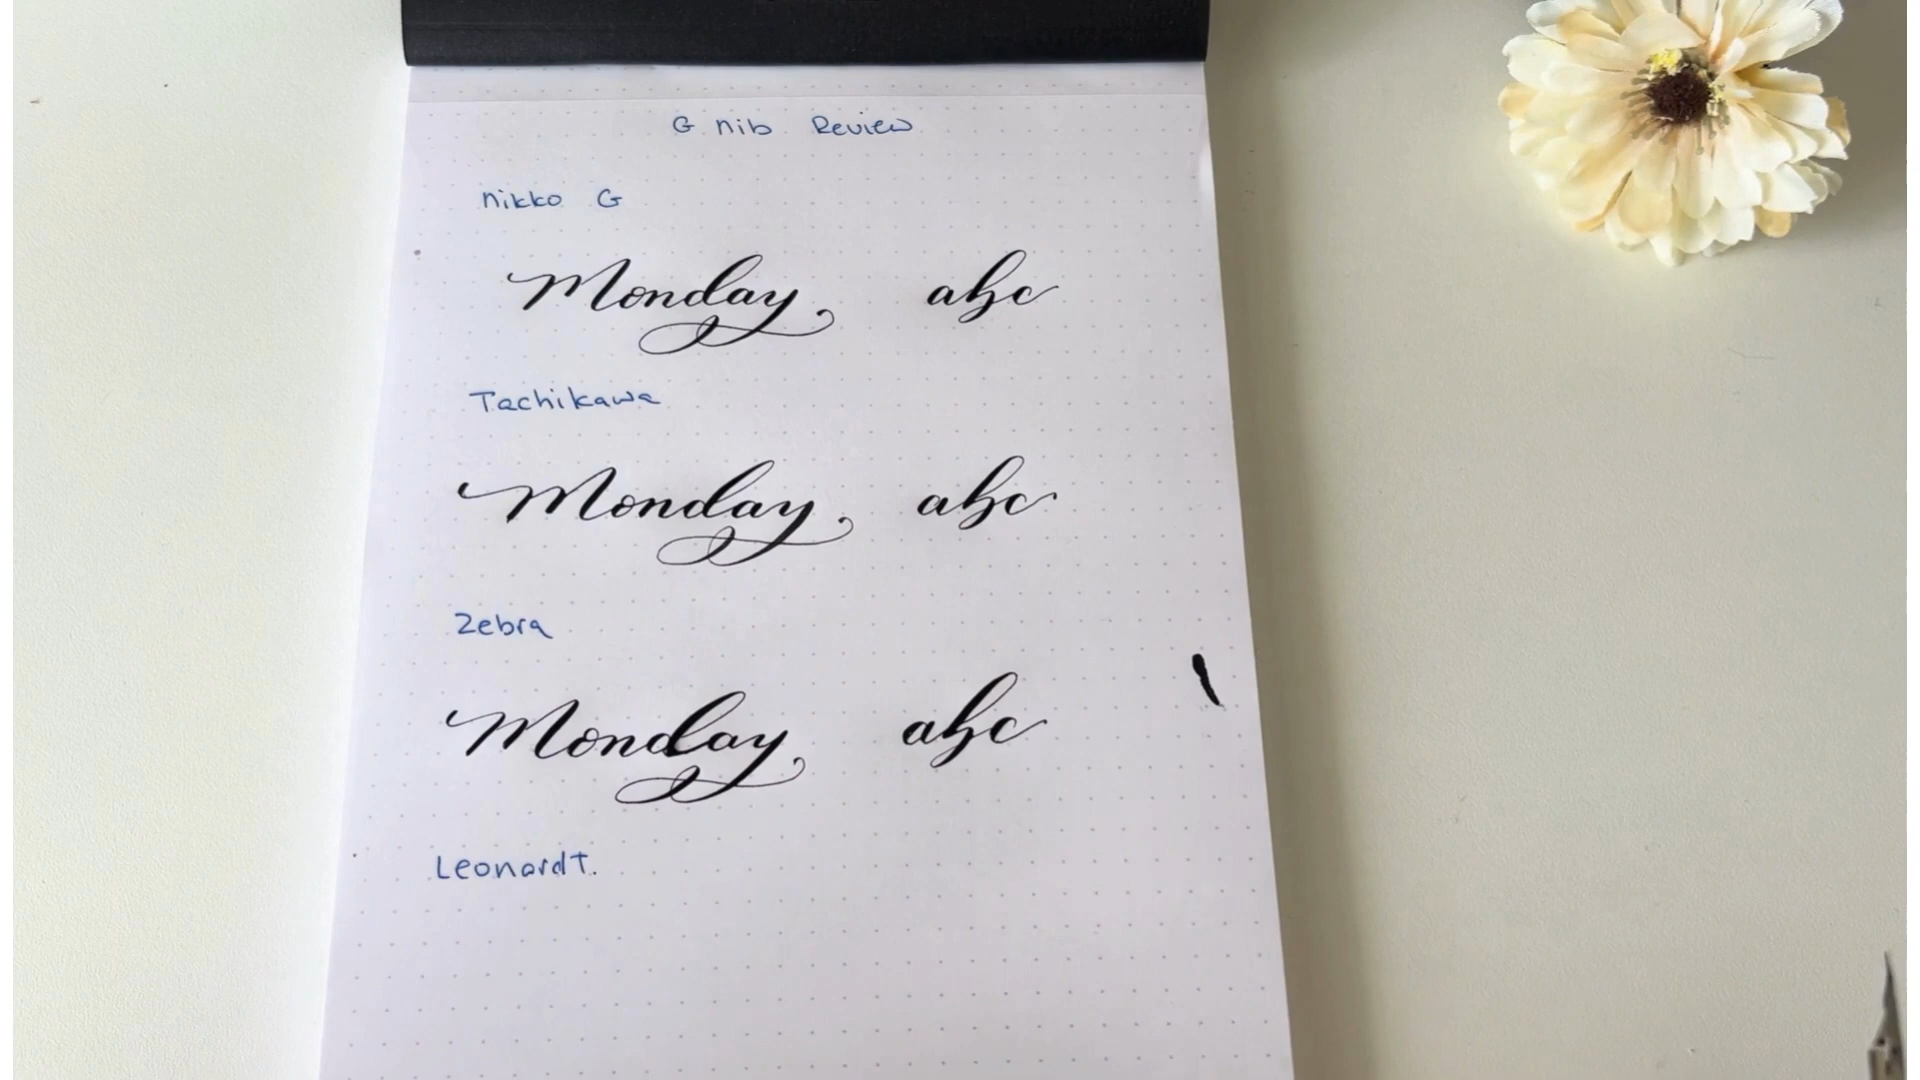 G nib Review
nikko G
Monday abc
Tachikawa
Monday abc
Zebra
Monday abc
Leonardt.